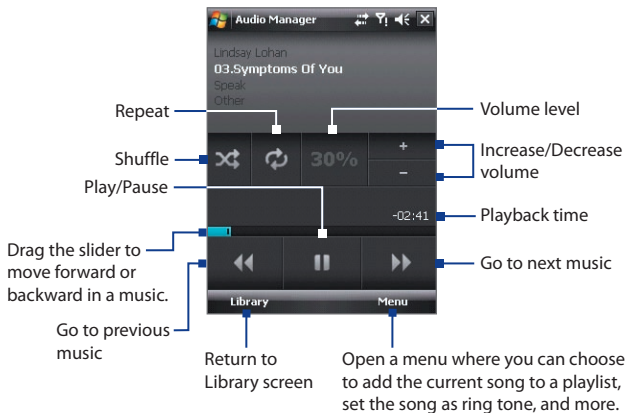 Audio Manager
Lindsay Lohan
03.Symptoms Of You
Speak
Other
Repeat
Volume level
Shuffle
30%
+
-
Increase/Decrease
volume
Play/Pause
-02:41
Playback time
Drag the slider to
move forward or
backward in a music.
Go to next music
Go to previous
music
Library
Menu
Return to
Library screen
Open a menu where you can choose
to add the current song to a playlist,
set the song as ring tone, and more.